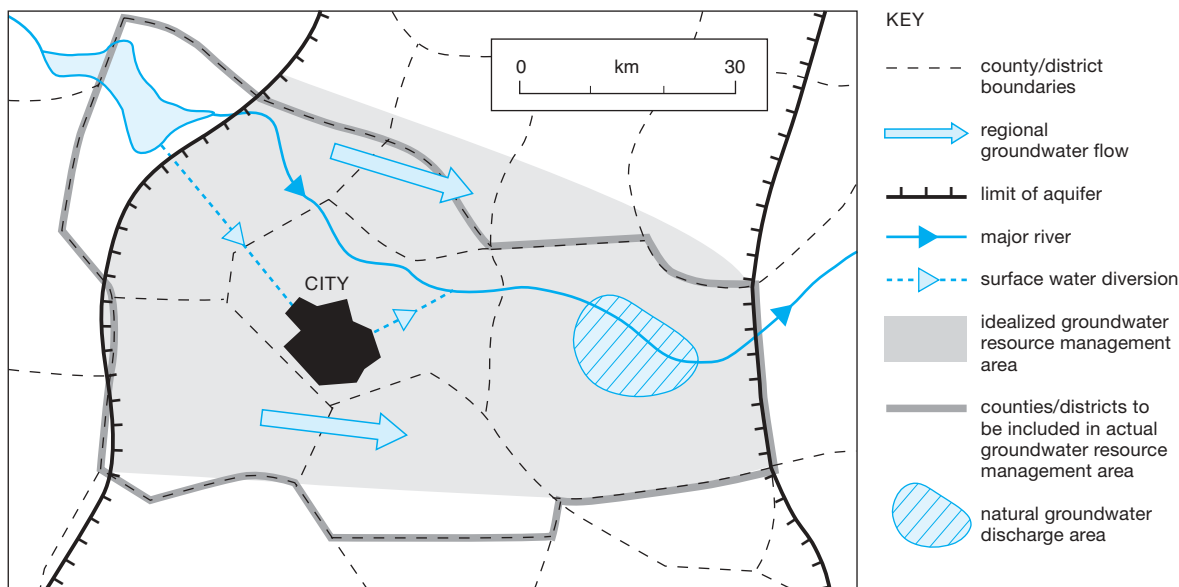 0 km 30
CITY
KEY
county/district
boundaries
regional
groundwater flow
limit of aquifer
major river
surface water diversion
idealized groundwater
resource management
area
counties/districts to
be included in actual
groundwater resource
management area
natural groundwater
discharge area